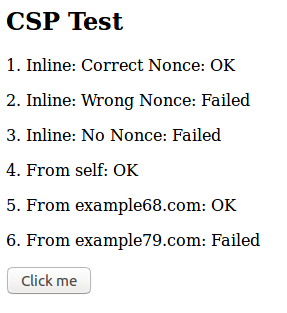 CSP Test
1. Inline: Correct Nonce: OK
2. Inline: Wrong Nonce: Failed
3. Inline: No Nonce: Failed
4. From self: OK
5. From example68.com: OK
6. From example79.com: Failed
Click me